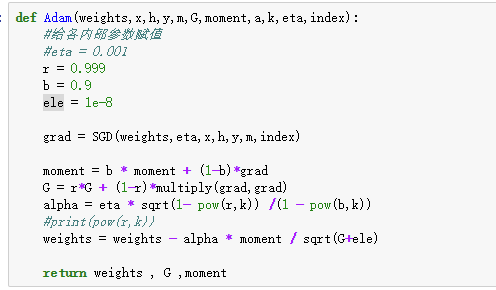 def Adam(weights,x,h,y,m,G,moment,a,k,eta,index):
#给各内部参数赋值
#eta = 0.001
r = 0.999
b = 0.9
ele = 1e-8
grad = SGD(weights,eta,x,h,y,m,index)
moment = b * moment + (1-b)*grad
G = r*G + (1-r)*multiply(grad,grad)
alpha = eta * sqrt(1- pow(r,k)) /(1 - pow(b,k))
#print(pow(r,k))
weights = weights - alpha * moment / sqrt(G+ele)
return weights , G ,moment